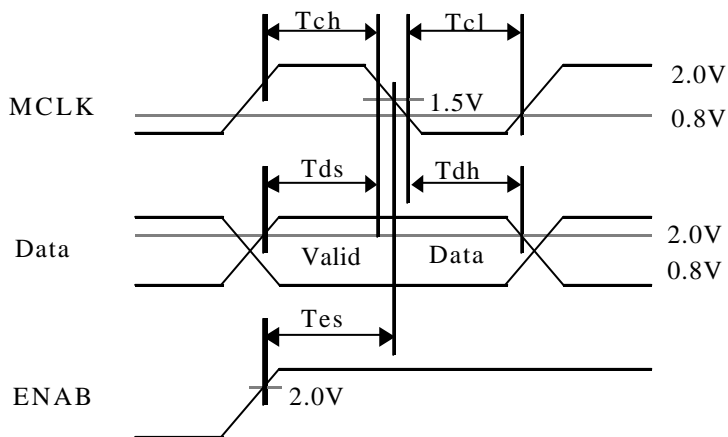 Tch Tcl
2.0V
MCLK 1.5V
0.8V
Tds Tdh
Data Valid Data 2.0V
0.8V
Tes
ENAB 2.0V